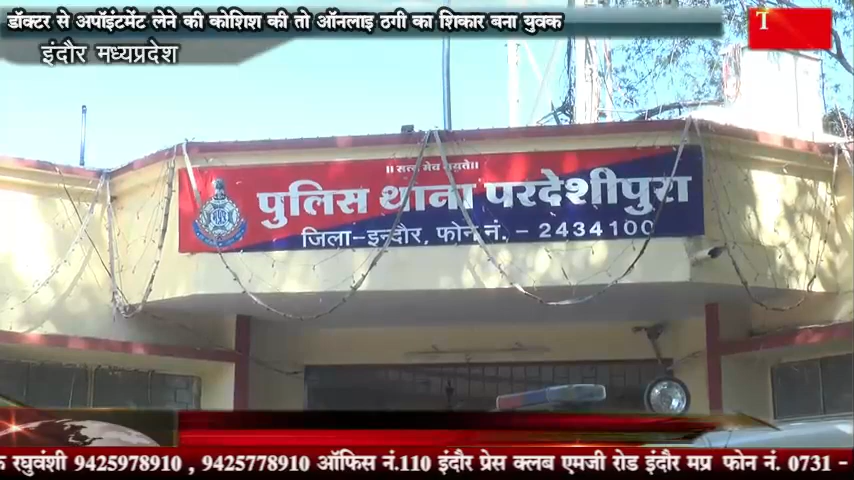 डॉक्टर से अपॉइंटमेंट लेने की कोशिश की तो ऑनलाइ ठगी का शिकार बना युवक
T
इंदौर मध्यप्रदेश
।। सत्य मेव जयते।।
पुलिस थाना परदेशीपुरा
जिला-इन्दौर, फोन नं. - 2434100
रघुवंशी 9425978910 , 9425778910 ऑफिस नं.110 इंदौर प्रेस क्लब एमजी रोड इंदौर मप्र फोन नं. 0731 -